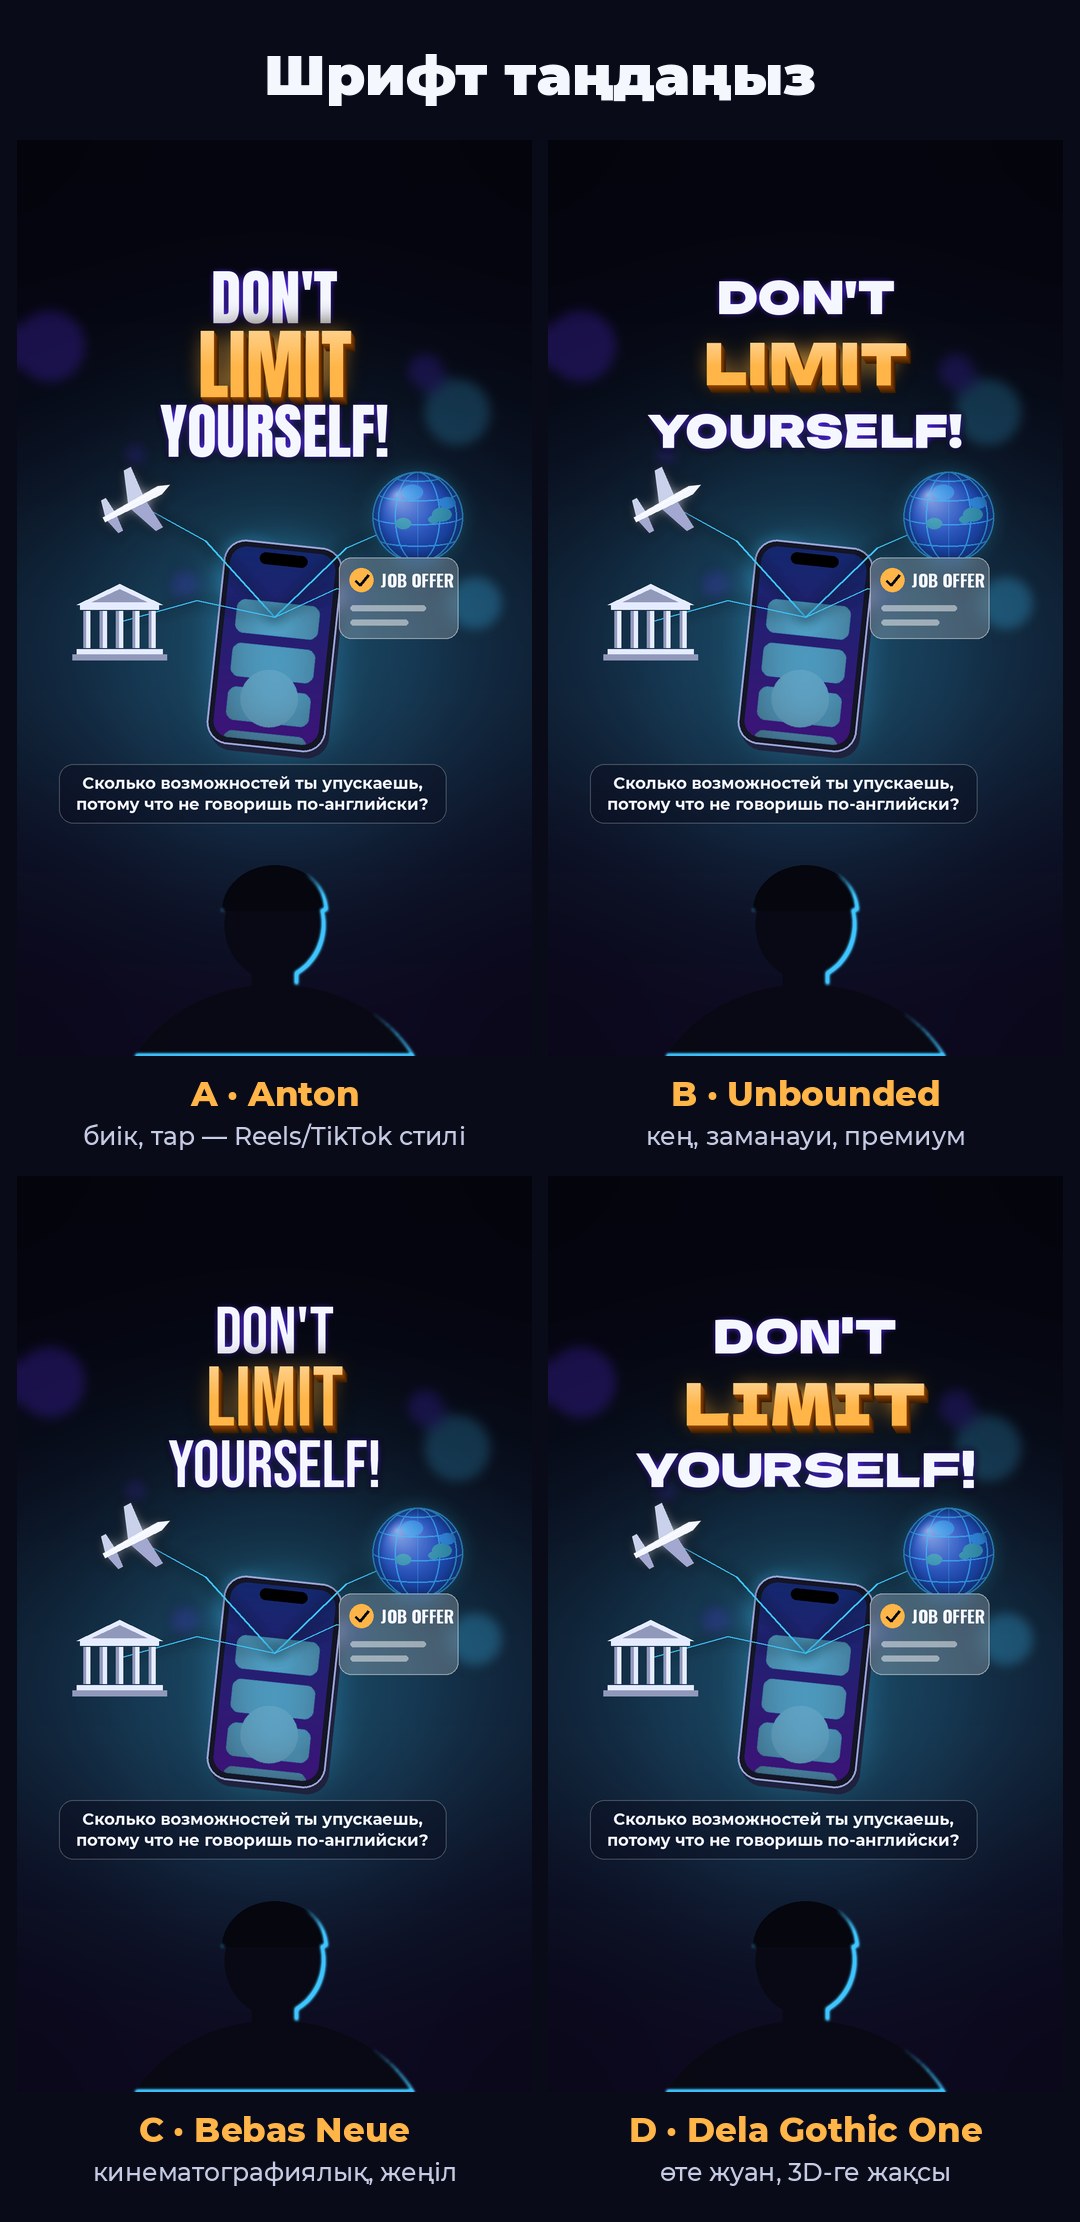 Шрифт таңдаңыз
DON'T
LIMIT
YOURSELF!
JOB OFFER
Сколько возможностей ты упускаешь,
потому что не говоришь по-английски?
A · Anton
биік, тар — Reels/TikTok стилі
DON'T
LIMIT
YOURSELF!
JOB OFFER
Сколько возможностей ты упускаешь,
потому что не говоришь по-английски?
B · Unbounded
кең, заманауи, премиум
DON'T
LIMIT
YOURSELF!
JOB OFFER
Сколько возможностей ты упускаешь,
потому что не говоришь по-английски?
C · Bebas Neue
кинематографиялық, жеңіл
DON'T
LIMIT
YOURSELF!
JOB OFFER
Сколько возможностей ты упускаешь,
потому что не говоришь по-английски?
D · Dela Gothic One
өте жуан, 3D-ге жақсы